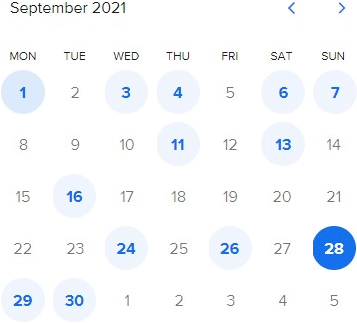 September 2021
MON TUE WED THU FRI SAT SUN
1 2 3 4 5 6 7
8 9 10 11 12 13 14
15 16 17 18 19 20 21
22 23 24 25 26 27 28
29 30 1 2 3 4 5